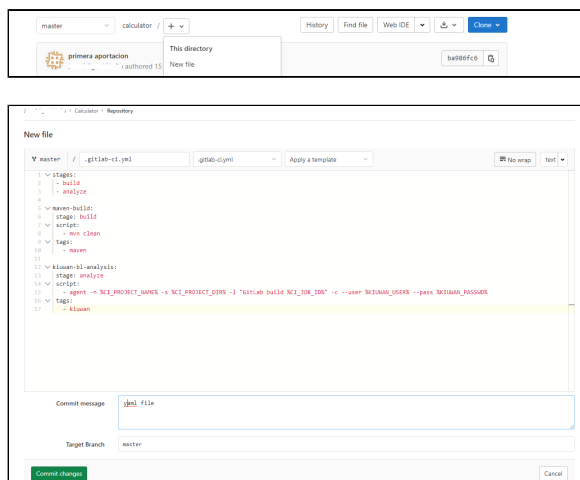 master calculator / + History Find file Web IDE Clone
This directory
primera aportacion
authored 15 New file ba986fc6
Calculator › Repository
New file
master / .gitlab-ci.yml .gitlab-ci.yml Apply a template No wrap text
1 stages:
2 - build
3 - analyze
4
5 maven-build:
6 stage: build
7 script:
8 - mvn clean
9 tags:
10 - maven
11
12 kiuwan-bl-analysis:
13 stage: analyze
14 script:
15 - agent -n %CI_PROJECT_NAME% -s %CI_PROJECT_DIR% -l "GitLab build %CI_JOB_ID%" -c --user %KIUWAN_USER% --pass %KIUWAN_PASSWD%
16 tags:
17 - kiuwan
Commit message yaml file
Target Branch master
Commit changes Cancel